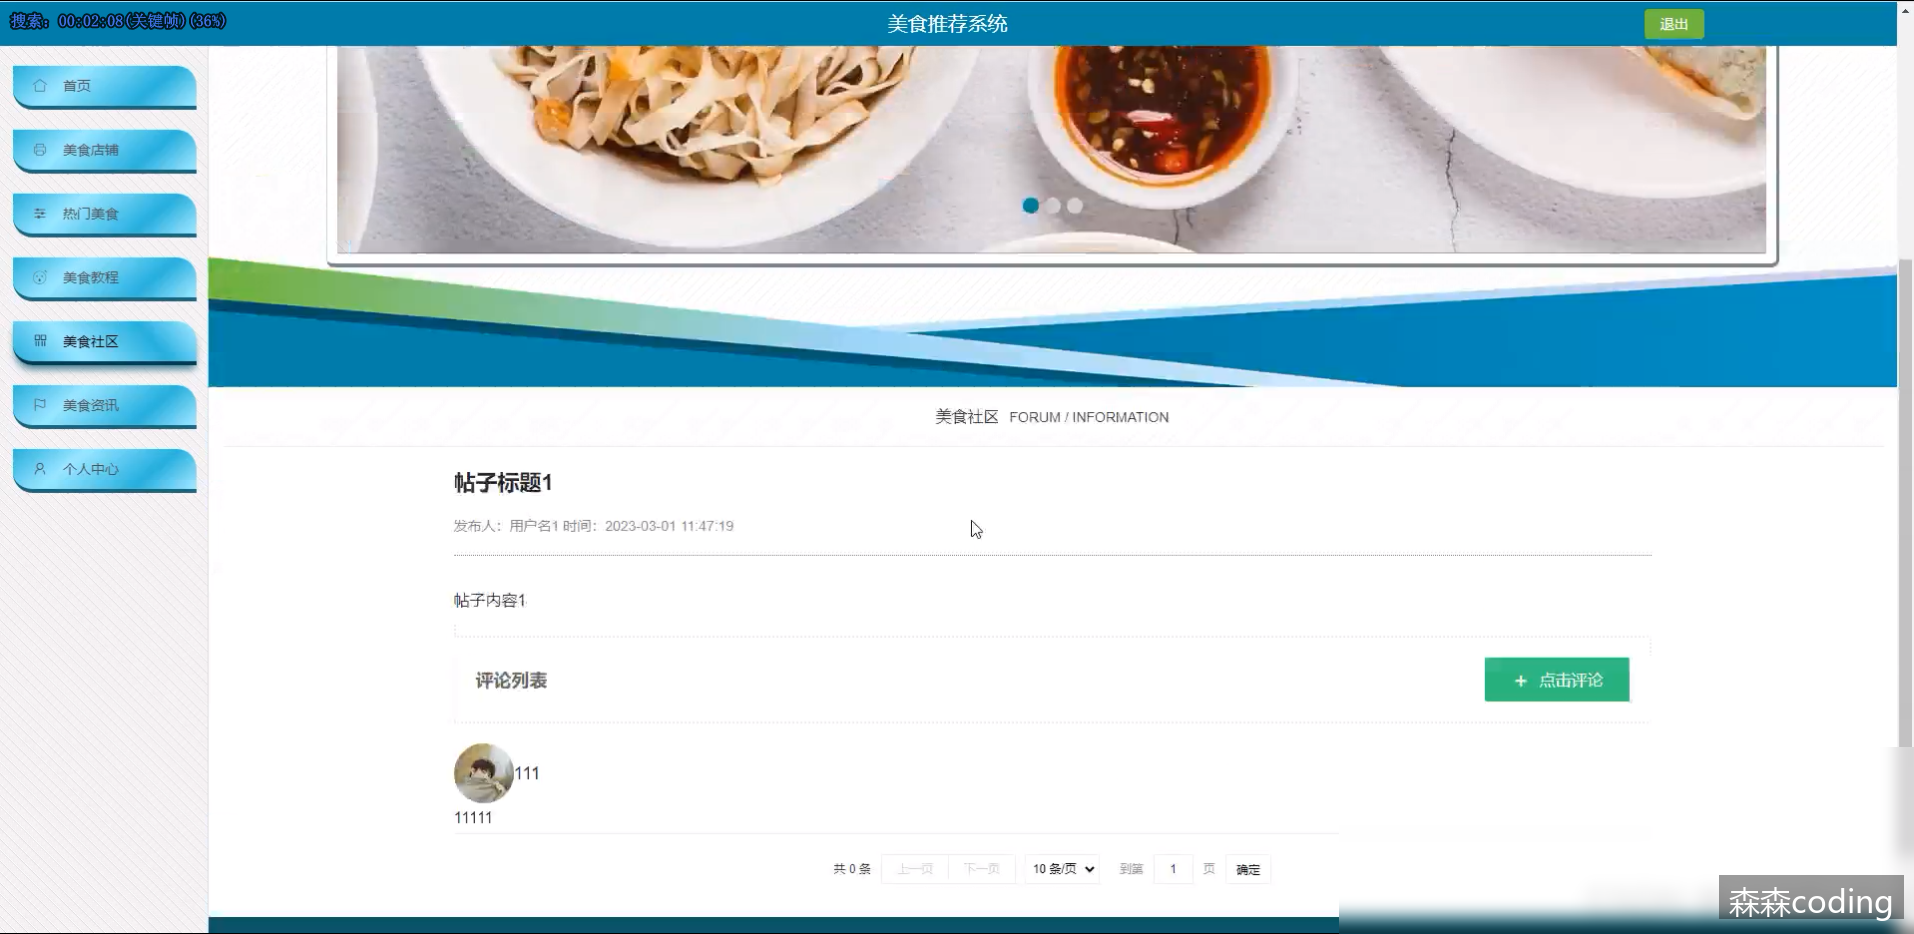 搜索: 00:02:08(关键帧)(36%)
美食推荐系统
退出
首页
美食店铺
热门美食
美食教程
美食社区
美食资讯
个人中心
美食社区 FORUM / INFORMATION
帖子标题1
发布人：用户名1 时间：2023-03-01 11:47:19
帖子内容1
评论列表
+ 点击评论
111
11111
共 0 条 上一页 下一页 10 条/页 到第 1 页 确定
森森coding